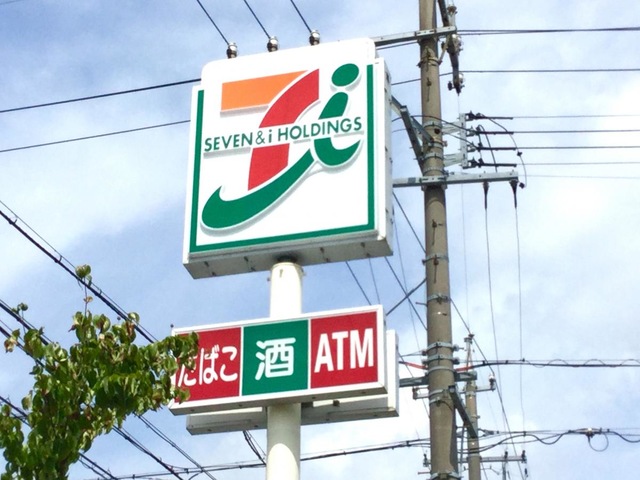 SEVEN & i HOLDINGS
たばこ 酒 ATM